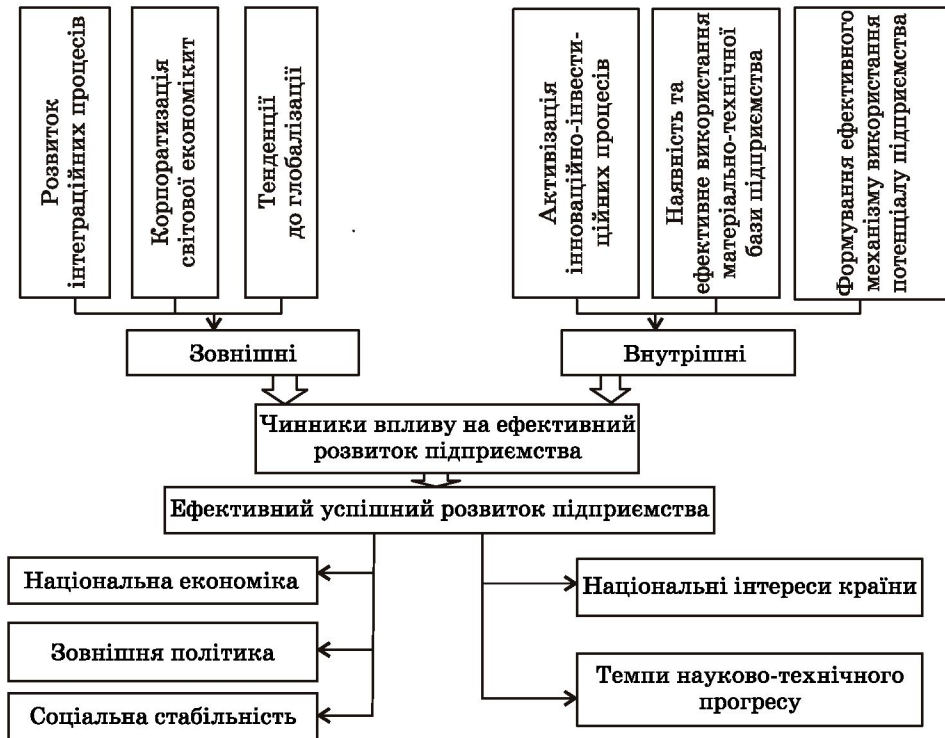 Розвиток
інтеграційних процесів
Корпоратизація
світової економікит
Тенденції
до глобалізації
Активізація
інноваційно-інвести-
ційних процесів
Наявність та
ефективне використання
матеріально-технічної
бази підприємства
Формування ефективного
механізму використання
потенціалу підприємства
Зовнішні
Внутрішні
Чинники впливу на ефективний
розвиток підприємства
Ефективний успішний розвиток підприємства
Національна економіка
Зовнішня політика
Соціальна стабільність
Національні інтереси країни
Темпи науково-технічного
прогресу